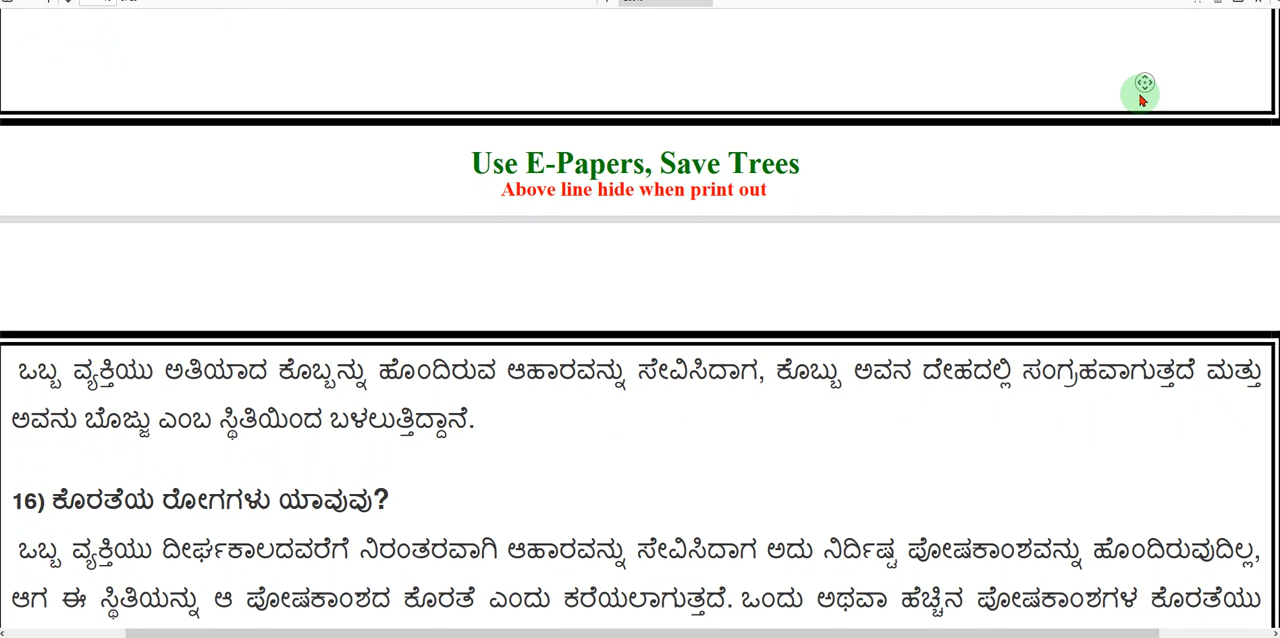 Use E-Papers, Save Trees
Above line hide when print out
ಒಬ್ಬ ವ್ಯಕ್ತಿಯು ಅತಿಯಾದ ಕೊಬ್ಬನ್ನು ಹೊಂದಿರುವ ಆಹಾರವನ್ನು ಸೇವಿಸಿದಾಗ, ಕೊಬ್ಬು ಅವನ ದೇಹದಲ್ಲಿ ಸಂಗ್ರಹವಾಗುತ್ತದೆ ಮತ್ತು
ಅವನು ಬೊಜ್ಜು ಎಂಬ ಸ್ಥಿತಿಯಿಂದ ಬಳಲುತ್ತಿದ್ದಾನೆ.
16) ಕೊರತೆಯ ರೋಗಗಳು ಯಾವುವು?
ಒಬ್ಬ ವ್ಯಕ್ತಿಯು ದೀರ್ಘಕಾಲದವರೆಗೆ ನಿರಂತರವಾಗಿ ಆಹಾರವನ್ನು ಸೇವಿಸಿದಾಗ ಅದು ನಿರ್ದಿಷ್ಟ ಪೋಷಕಾಂಶವನ್ನು ಹೊಂದಿರುವುದಿಲ್ಲ,
ಆಗ ಈ ಸ್ಥಿತಿಯನ್ನು ಆ ಪೋಷಕಾಂಶದ ಕೊರತೆ ಎಂದು ಕರೆಯಲಾಗುತ್ತದೆ. ಒಂದು ಅಥವಾ ಹೆಚ್ಚಿನ ಪೋಷಕಾಂಶಗಳ ಕೊರತೆಯು